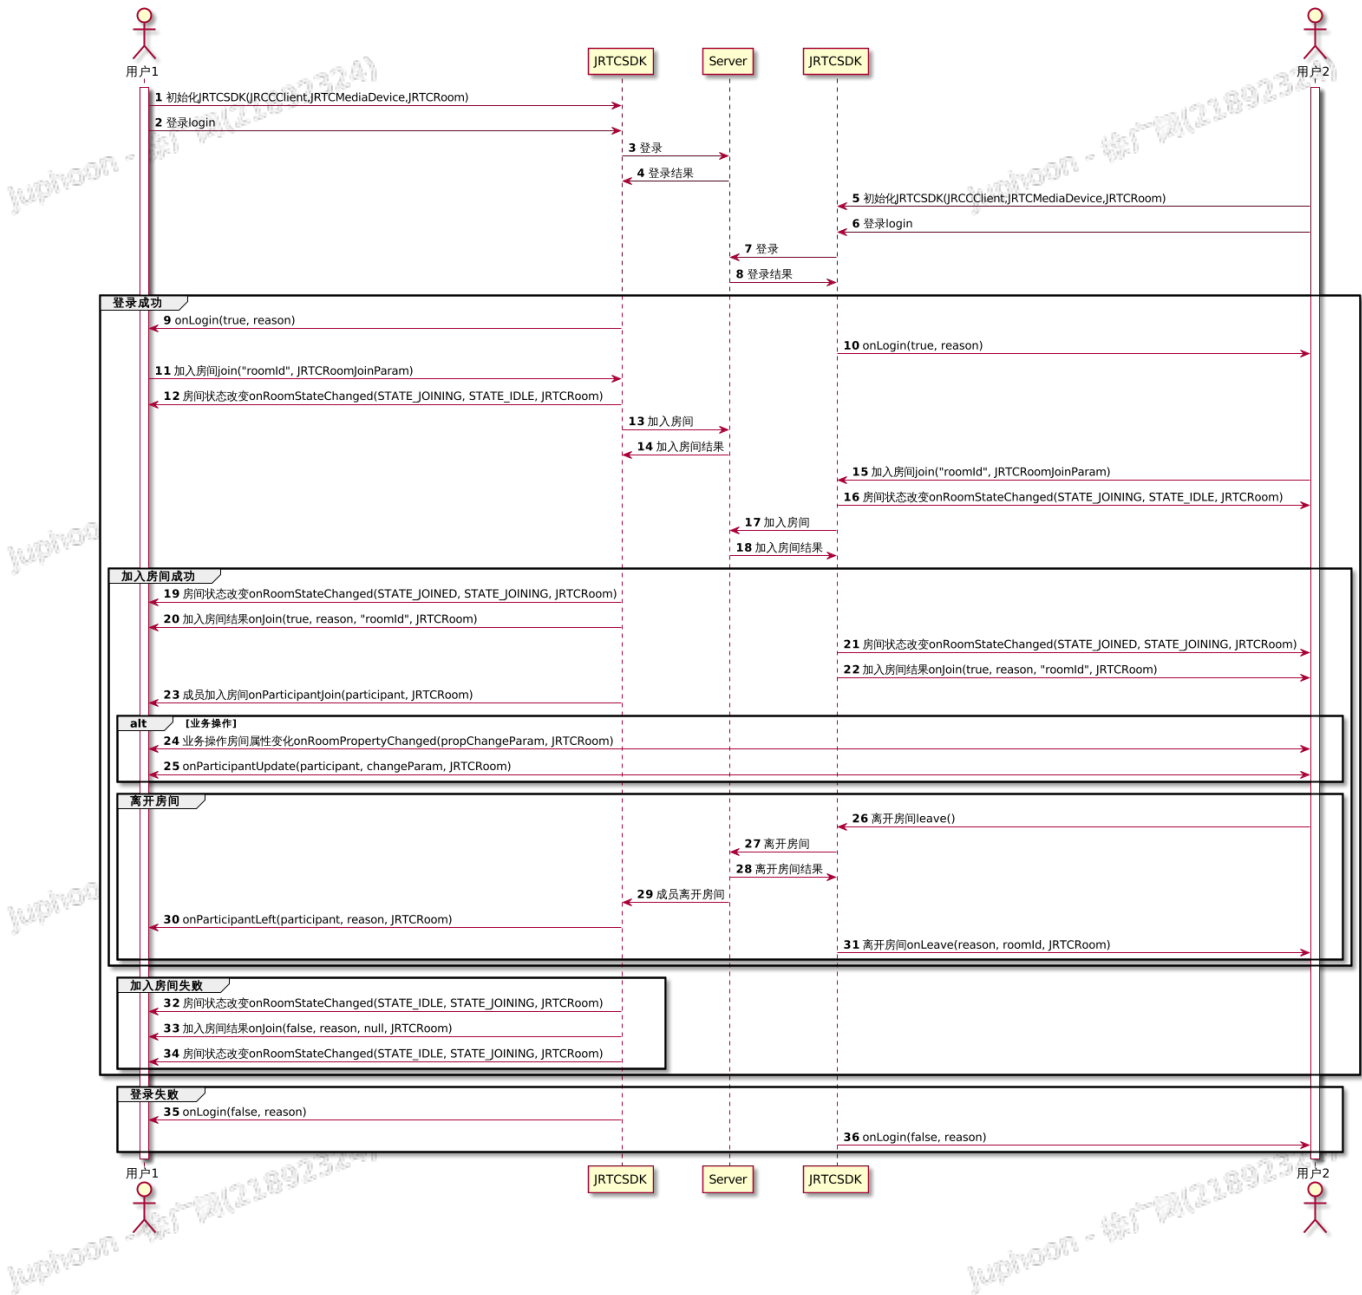 用户1
JRTCSDK
Server
JRTCSDK
用户2
1 初始化JRTCSDK(JRCCClient,JRTCMediaDevice,JRTCRoom)
2 登录login
3 登录
4 登录结果
5 初始化JRTCSDK(JRCCClient,JRTCMediaDevice,JRTCRoom)
6 登录login
7 登录
8 登录结果
登录成功
9 onLogin(true, reason)
10 onLogin(true, reason)
11 加入房间join("roomId", JRTCRoomJoinParam)
12 房间状态改变onRoomStateChanged(STATE_JOINING, STATE_IDLE, JRTCRoom)
13 加入房间
14 加入房间结果
15 加入房间join("roomId", JRTCRoomJoinParam)
16 房间状态改变onRoomStateChanged(STATE_JOINING, STATE_IDLE, JRTCRoom)
17 加入房间
18 加入房间结果
加入房间成功
19 房间状态改变onRoomStateChanged(STATE_JOINED, STATE_JOINING, JRTCRoom)
20 加入房间结果onJoin(true, reason, "roomId", JRTCRoom)
21 房间状态改变onRoomStateChanged(STATE_JOINED, STATE_JOINING, JRTCRoom)
22 加入房间结果onJoin(true, reason, "roomId", JRTCRoom)
23 成员加入房间onParticipantJoin(participant, JRTCRoom)
alt [业务操作]
24 业务操作房间属性变化onRoomPropertyChanged(propChangeParam, JRTCRoom)
25 onParticipantUpdate(participant, changeParam, JRTCRoom)
离开房间
26 离开房间leave()
27 离开房间
28 离开房间结果
29 成员离开房间
30 onParticipantLeft(participant, reason, JRTCRoom)
31 离开房间onLeave(reason, roomId, JRTCRoom)
加入房间失败
32 房间状态改变onRoomStateChanged(STATE_IDLE, STATE_JOINING, JRTCRoom)
33 加入房间结果onJoin(false, reason, null, JRTCRoom)
34 房间状态改变onRoomStateChanged(STATE_IDLE, STATE_JOINING, JRTCRoom)
登录失败
35 onLogin(false, reason)
36 onLogin(false, reason)
用户1
JRTCSDK
Server
JRTCSDK
用户2